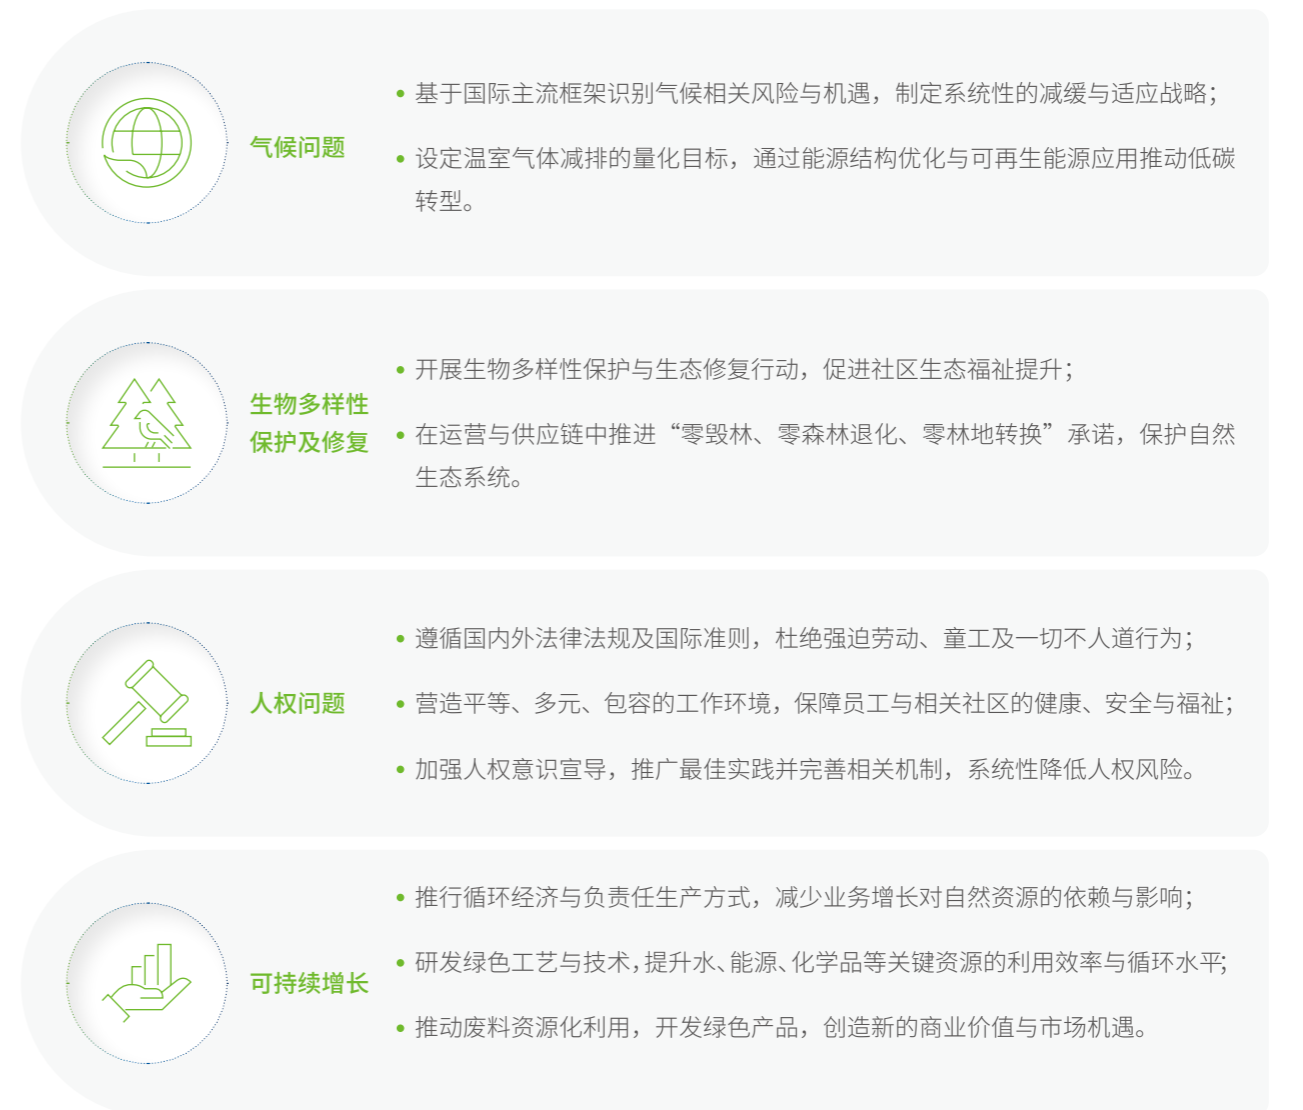 气候问题
• 基于国际主流框架识别气候相关风险与机遇，制定系统性的减缓与适应战略；
• 设定温室气体减排的量化目标，通过能源结构优化与可再生能源应用推动低碳
转型。
生物多样性
保护及修复
• 开展生物多样性保护与生态修复行动，促进社区生态福祉提升；
• 在运营与供应链中推进“零毁林、零森林退化、零林地转换”承诺，保护自然
生态系统。
人权问题
• 遵循国内外法律法规及国际准则，杜绝强迫劳动、童工及一切不人道行为；
• 营造平等、多元、包容的工作环境，保障员工与相关社区的健康、安全与福祉；
• 加强人权意识宣导，推广最佳实践并完善相关机制，系统性降低人权风险。
可持续增长
• 推行循环经济与负责任生产方式，减少业务增长对自然资源的依赖与影响；
• 研发绿色工艺与技术，提升水、能源、化学品等关键资源的利用效率与循环水平；
• 推动废料资源化利用，开发绿色产品，创造新的商业价值与市场机遇。